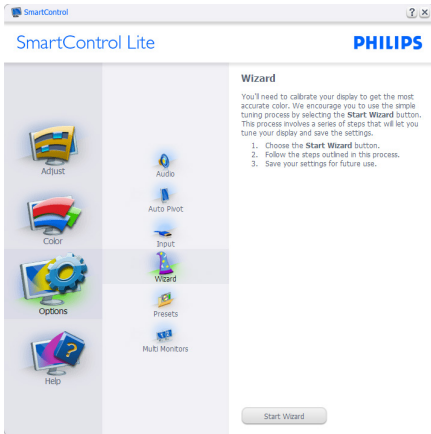 SmartControl
? ×
SmartControl Lite
PHILIPS
Adjust
Color
Options
Help
Audio
Auto Pivot
Input
Wizard
Presets
Multi Monitors
Wizard
You'll need to calibrate your display to get the most
accurate color. We encourage you to use the simple
tuning process by selecting the Start Wizard button.
This process involves a series of steps that will let you
tune your display and save the settings.
1. Choose the Start Wizard button.
2. Follow the steps outlined in this process.
3. Save your settings for future use.
Start Wizard